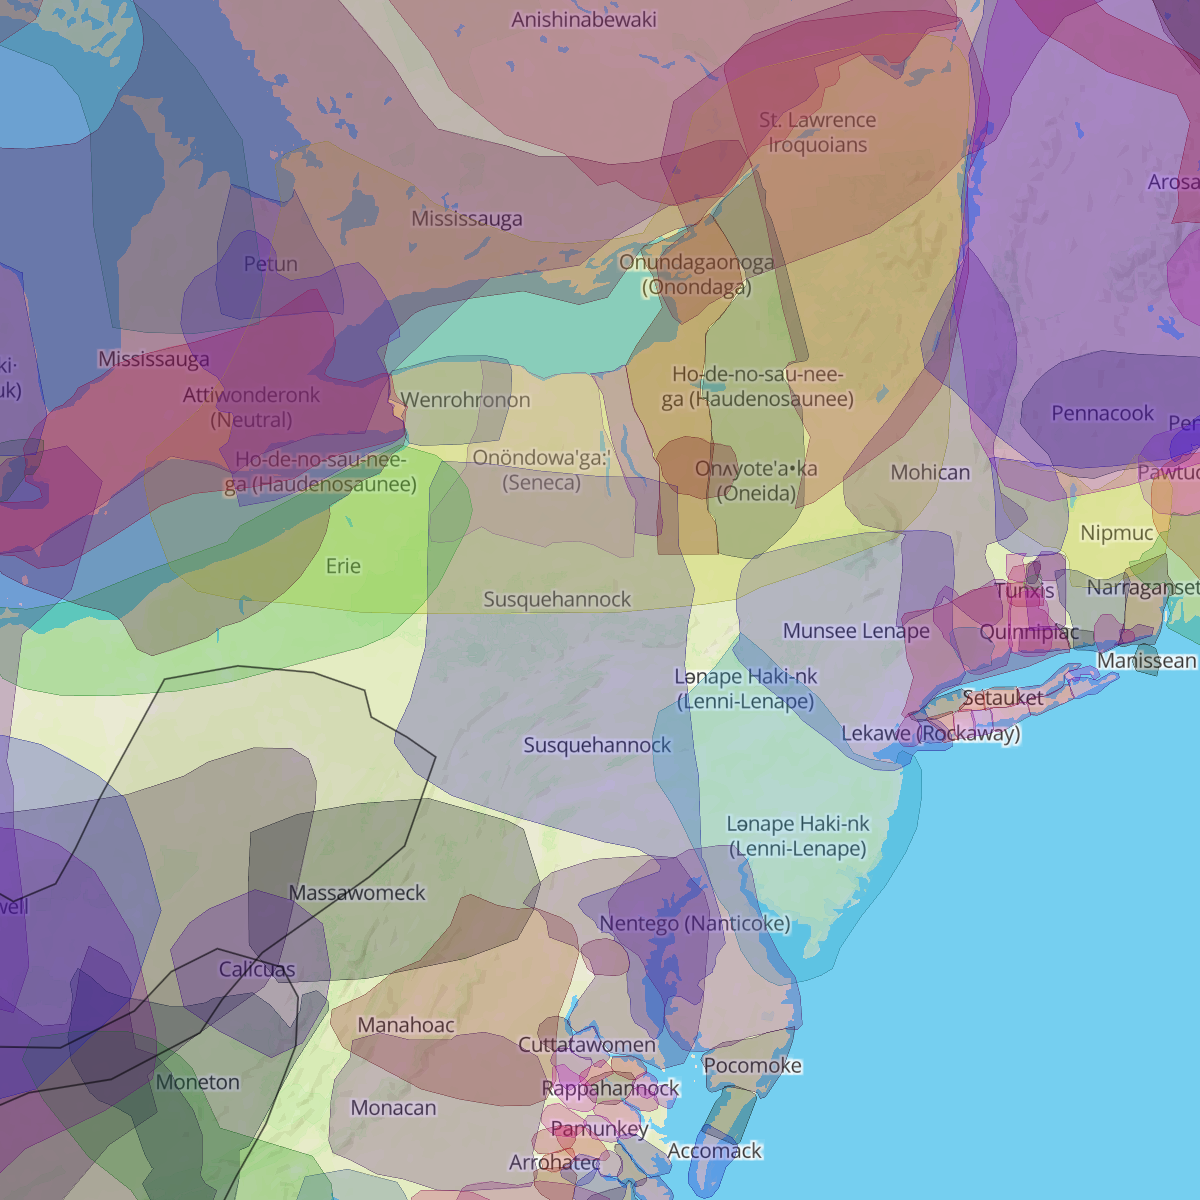 Anishinabewaki
St. Lawrence
Iroquoians
Arosa
Mississauga
Petun
Onundagaonoga
(Onondaga)
Mississauga
ki·
uk)
Attiwonderonk
(Neutral)
Wenrohronon
Ho-de-no-sau-nee-
ga (Haudenosaunee)
Pennacook
Pen
Ho-de-no-sau-nee-
ga (Haudenosaunee)
Onöndowa'ga:'
(Seneca)
Onʌyote'a•ka
(Oneida)
Mohican
Pawtuc
Nipmuc
Erie
Susquehannock
Tunxis
Narraganset
Munsee Lenape
Quinnipiac
Manissean
Lənape Haki-nk
(Lenni-Lenape)
Setauket
Susquehannock
Lekawe (Rockaway)
Lənape Haki-nk
(Lenni-Lenape)
Massawomeck
well
Nentego (Nanticoke)
Calicuas
Manahoac
Cuttatawomen
Pocomoke
Moneton
Rappahannock
Monacan
Pamunkey
Arrohatec
Accomack